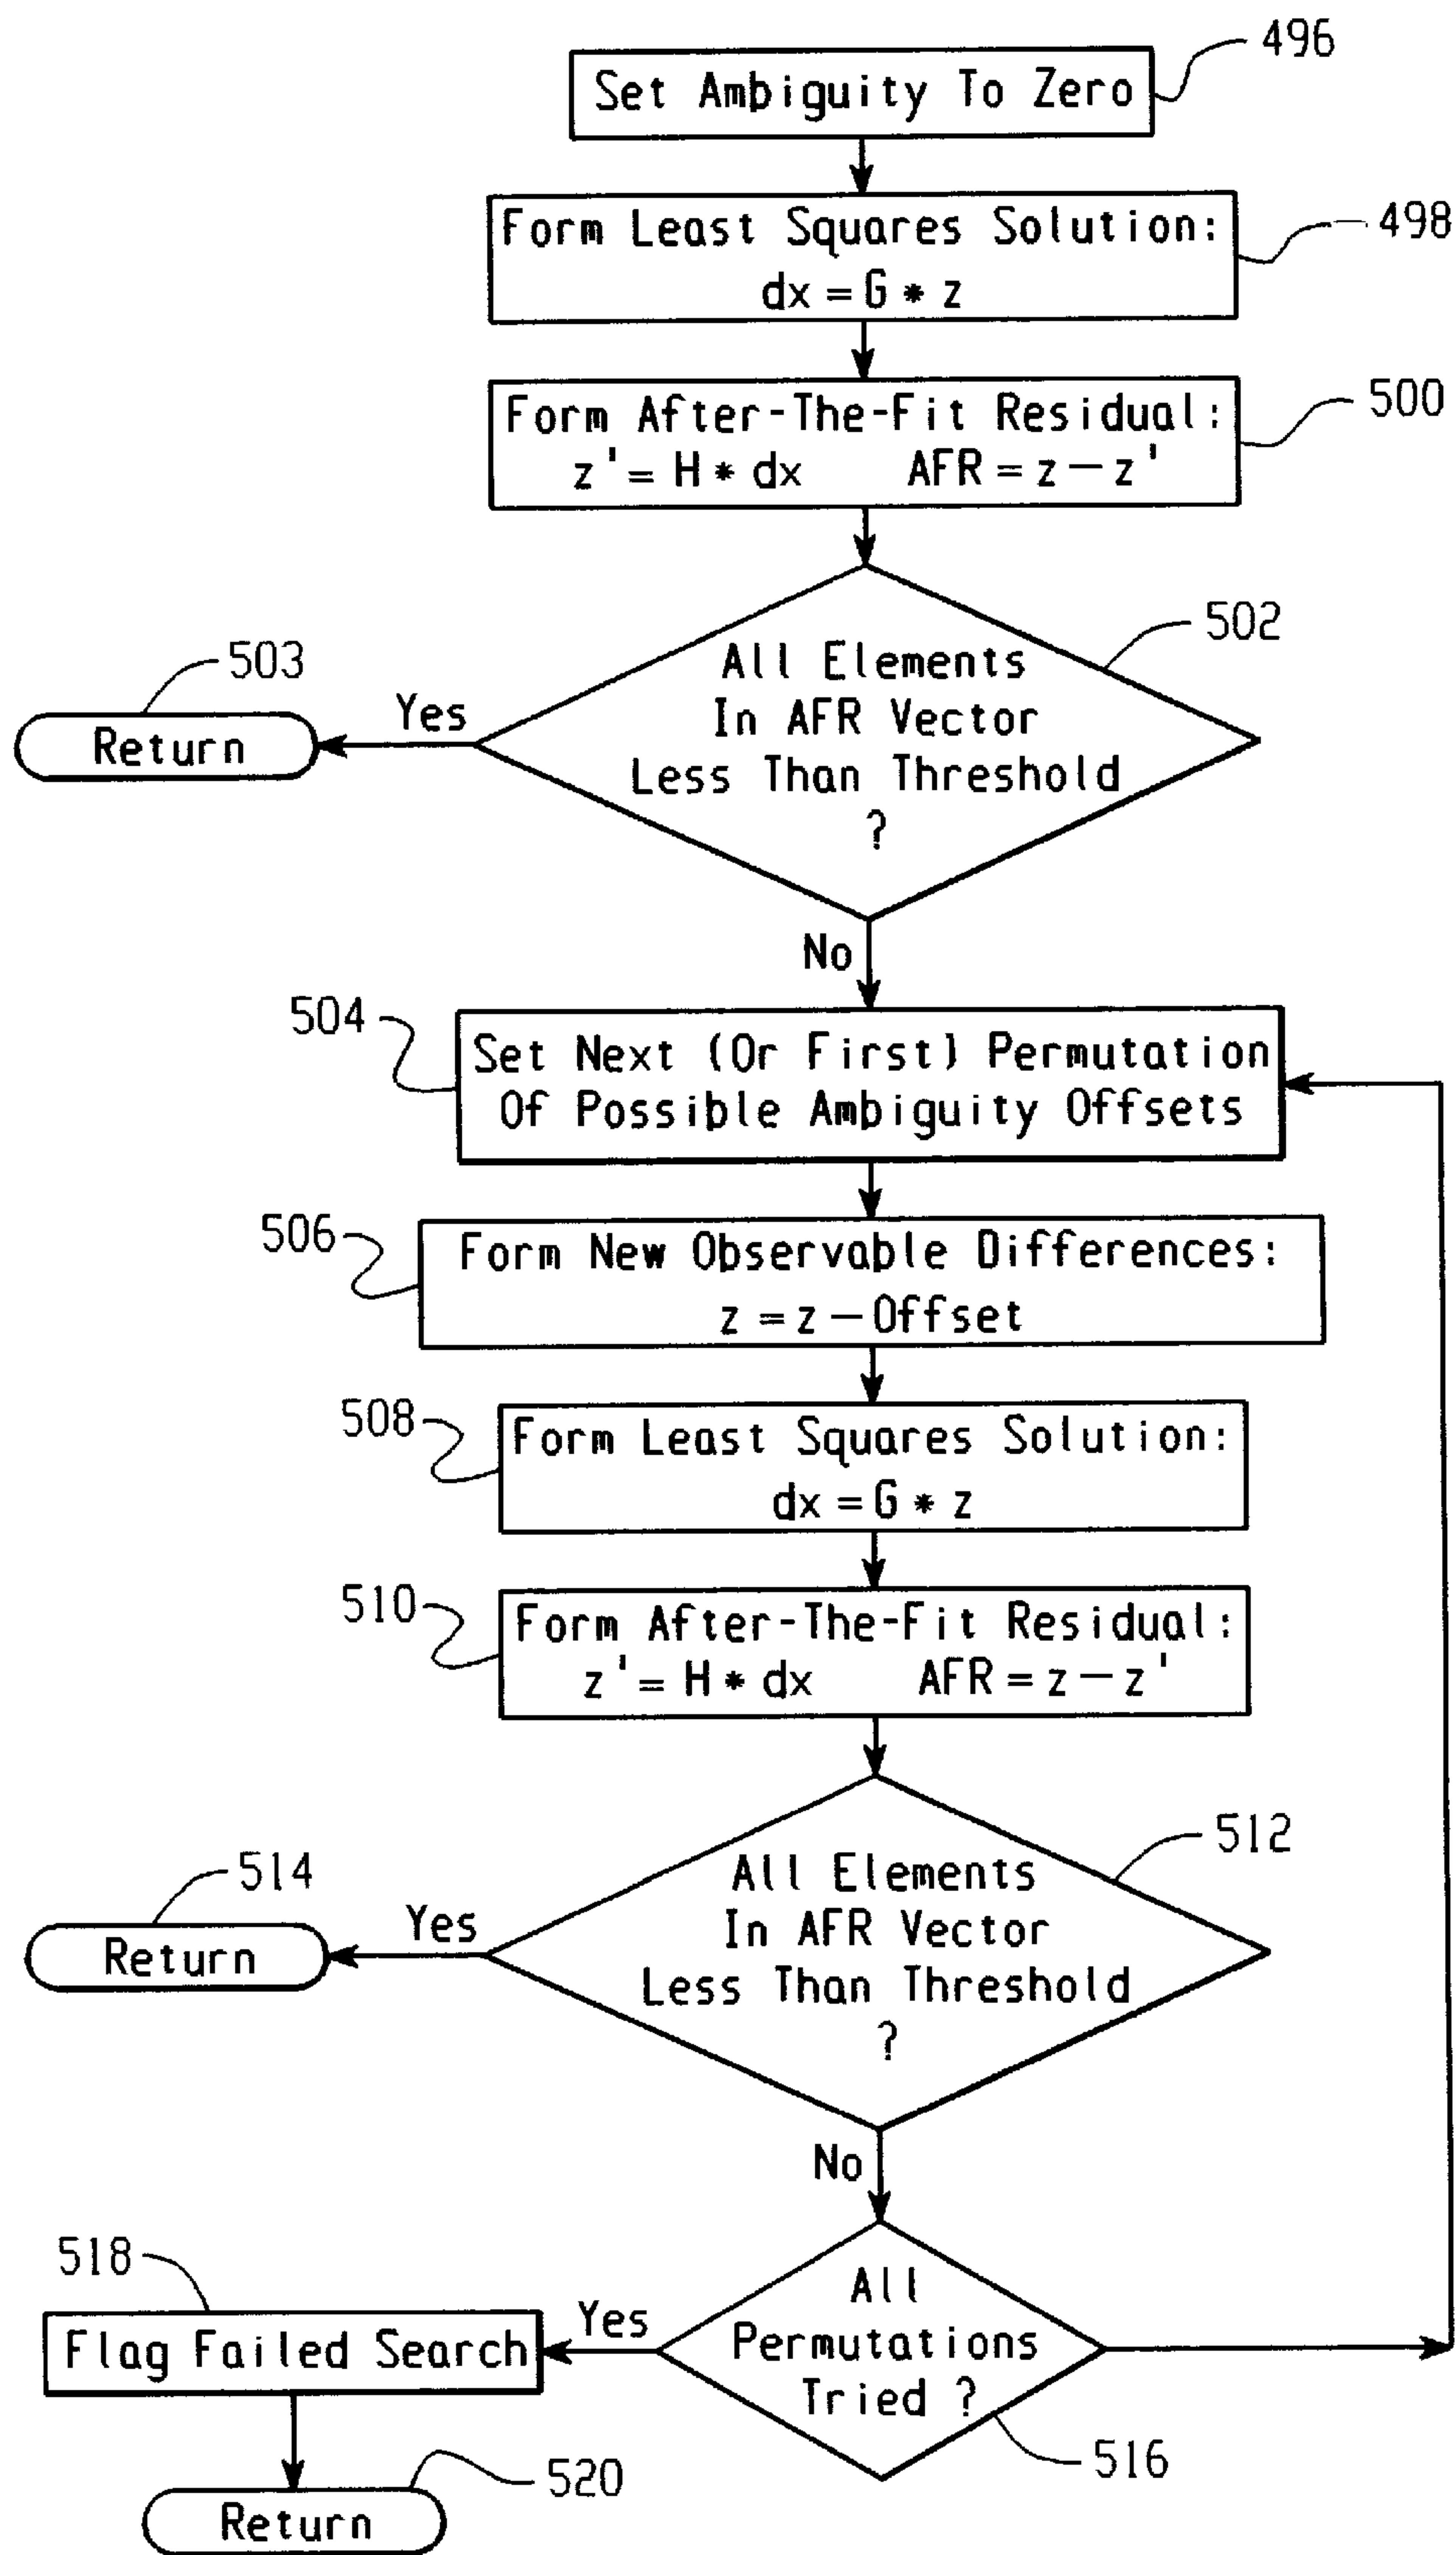 496
Set Ambiguity To Zero
Form Least Squares Solution:
dx = G * z
498
Form After-The-Fit Residual:
z' = H * dx AFR = z - z'
500
502
All Elements
In AFR Vector
Less Than Threshold
?
503
Yes
Return
No
504
Set Next (Or First) Permutation
Of Possible Ambiguity Offsets
506
Form New Observable Differences:
z = z - Offset
508
Form Least Squares Solution:
dx = G * z
510
Form After-The-Fit Residual:
z' = H * dx AFR = z - z'
512
All Elements
In AFR Vector
Less Than Threshold
?
514
Yes
Return
No
518
All
Permutations
Tried ?
516
Yes
Flag Failed Search
520
Return